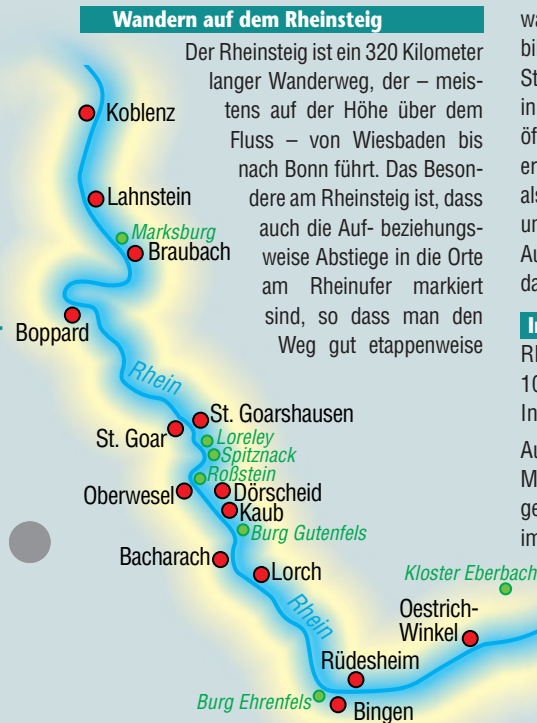 Wandern auf dem Rheinsteig
Der Rheinsteig ist ein 320 Kilometer
langer Wanderweg, der – meis-
tens auf der Höhe über dem
Fluss – von Wiesbaden bis
nach Bonn führt. Das Beson-
dere am Rheinsteig ist, dass
auch die Auf- beziehungs-
weise Abstiege in die Orte
am Rheinufer markiert
sind, so dass man den
Weg gut etappenweise
Koblenz
Lahnstein
Marksburg
Braubach
Boppard
Rhein
St. Goarshausen
St. Goar
Loreley
Spitznack
Roßstein
Oberwesel
Dörscheid
Kaub
Burg Gutenfels
Bacharach
Lorch
Kloster Eberbach
Rhein
Oestrich-
Winkel
Rüdesheim
Burg Ehrenfels
Bingen